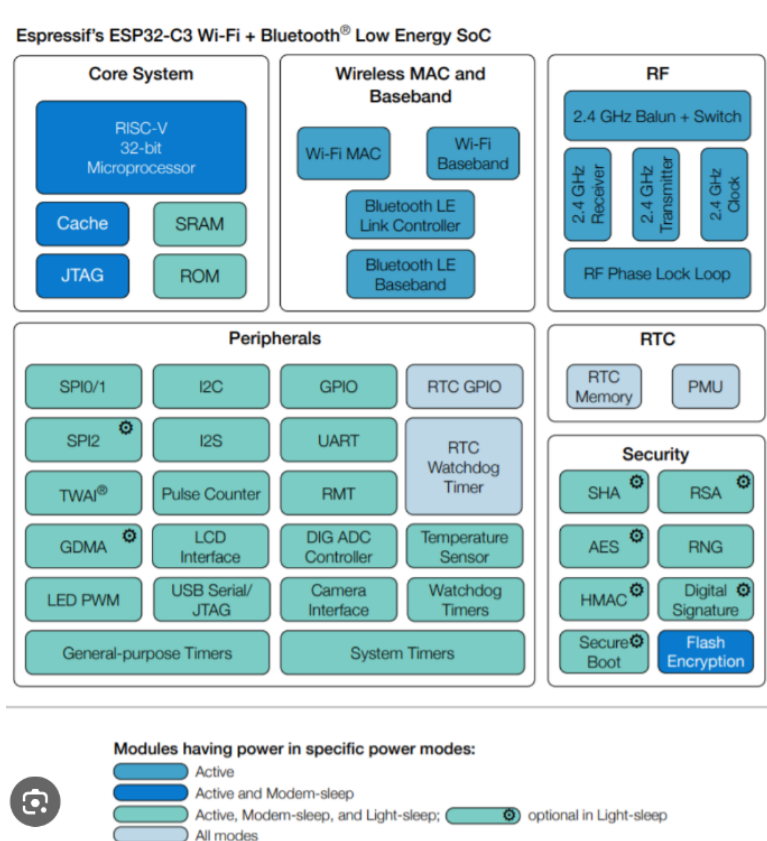 Espressif's ESP32-C3 Wi-Fi + Bluetooth® Low Energy SoC
Core System
RISC-V
32-bit
Microprocessor
Cache
SRAM
JTAG
ROM
Wireless MAC and
Baseband
Wi-Fi MAC
Wi-Fi
Baseband
Bluetooth LE
Link Controller
Bluetooth LE
Baseband
RF
2.4 GHz Balun + Switch
2.4 GHz
Receiver
2.4 GHz
Transmitter
2.4 GHz
Clock
RF Phase Lock Loop
Peripherals
SPI0/1
I2C
GPIO
RTC GPIO
SPI2
I2S
UART
RTC
Watchdog
Timer
TWAI®
Pulse Counter
RMT
GDMA
LCD
Interface
DIG ADC
Controller
Temperature
Sensor
LED PWM
USB Serial/
JTAG
Camera
Interface
Watchdog
Timers
General-purpose Timers
System Timers
RTC
RTC
Memory
PMU
Security
SHA
RSA
AES
RNG
HMAC
Digital
Signature
Secure
Boot
Flash
Encryption
Modules having power in specific power modes:
Active
Active and Modem-sleep
Active, Modem-sleep, and Light-sleep; optional in Light-sleep
All modes